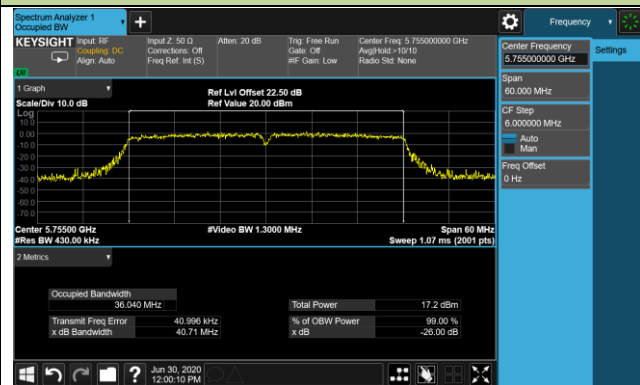 Spectrum Analyzer 1
Occupied BW
+
Frequency
KEYSIGHT
Input: RF
Coupling: DC
Align: Auto
Input Z: 50 Ω
Corrections: Off
Freq Ref: Int (S)
Atten: 20 dB
Trig: Free Run
Gate: Off
#IF Gain: Low
Center Freq: 5.755000000 GHz
Avg|Hold:>10/10
Radio Std: None
LXI
Center Frequency
5.755000000 GHz
Settings
Span
60.000 MHz
CF Step
6.000000 MHz
Auto
Man
Freq Offset
0 Hz
1 Graph
Scale/Div 10.0 dB
Ref Lvl Offset 22.50 dB
Ref Value 20.00 dBm
Log
10.0
0.00
-10.0
-20.0
-30.0
-40.0
-50.0
-60.0
-70.0
Center 5.75500 GHz
#Res BW 430.00 kHz
#Video BW 1.3000 MHz
Span 60 MHz
Sweep 1.07 ms (2001 pts)
2 Metrics
Occupied Bandwidth
36.040 MHz
Total Power 17.2 dBm
Transmit Freq Error 40.996 kHz
% of OBW Power 99.00 %
x dB Bandwidth 40.71 MHz
x dB -26.00 dB
?
Jun 30, 2020
12:00:10 PM